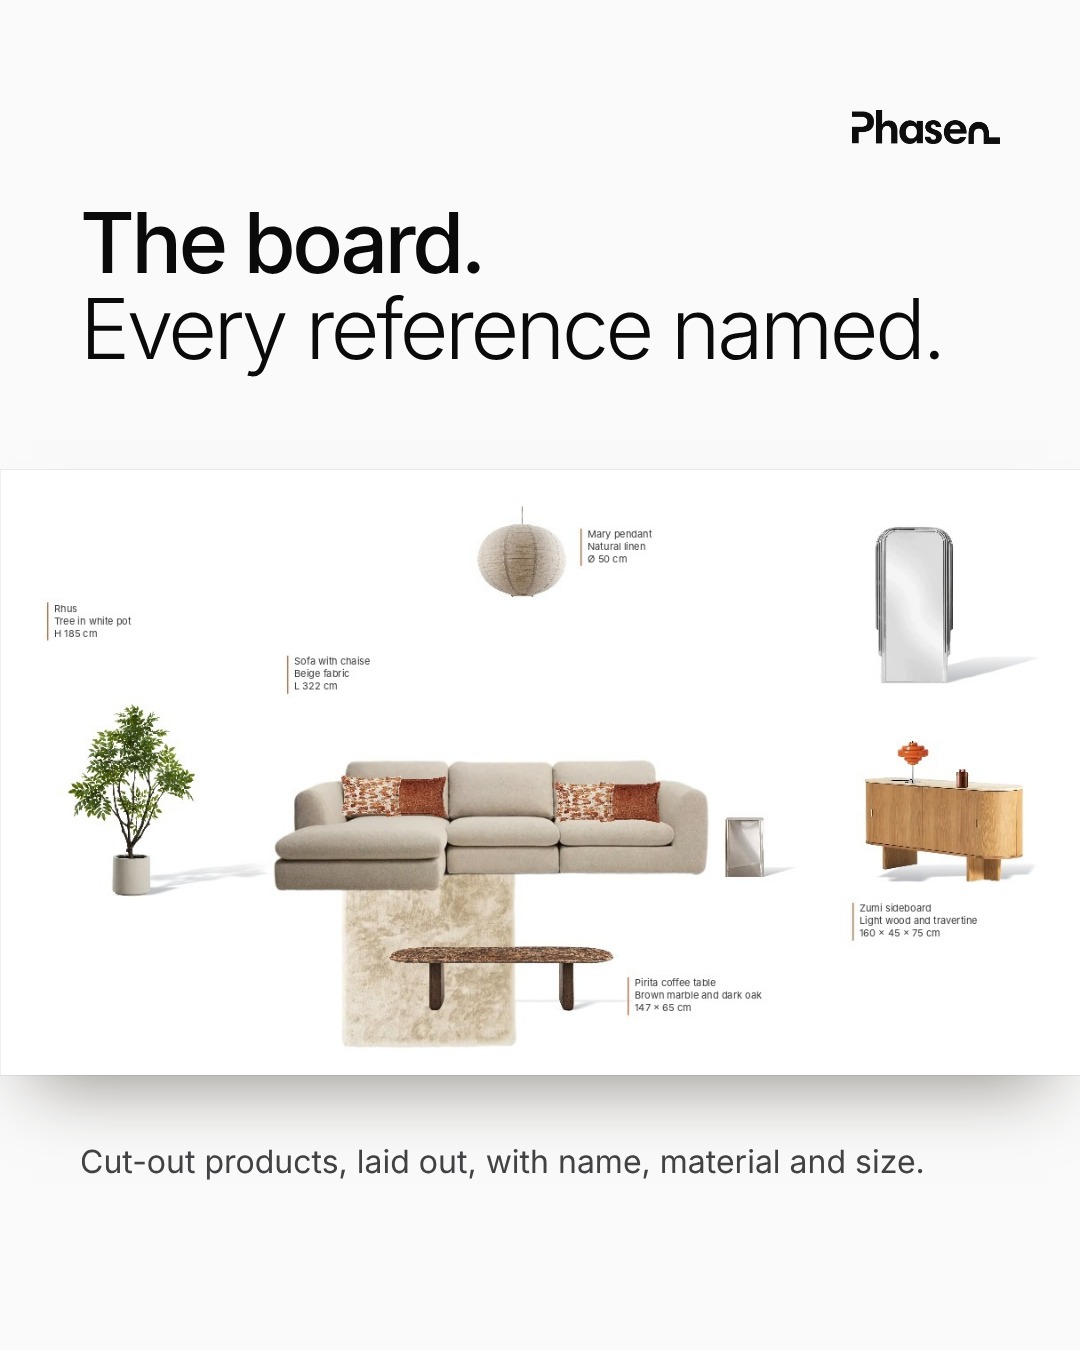 Phasen
The board.
Every reference named.
Mary pendant
Natural linen
Ø 50 cm
Rhus
Tree in white pot
H 185 cm
Sofa with chaise
Beige fabric
L 322 cm
Zumi sideboard
Light wood and travertine
160 × 45 × 75 cm
Pirita coffee table
Brown marble and dark oak
147 × 65 cm
Cut-out products, laid out, with name, material and size.